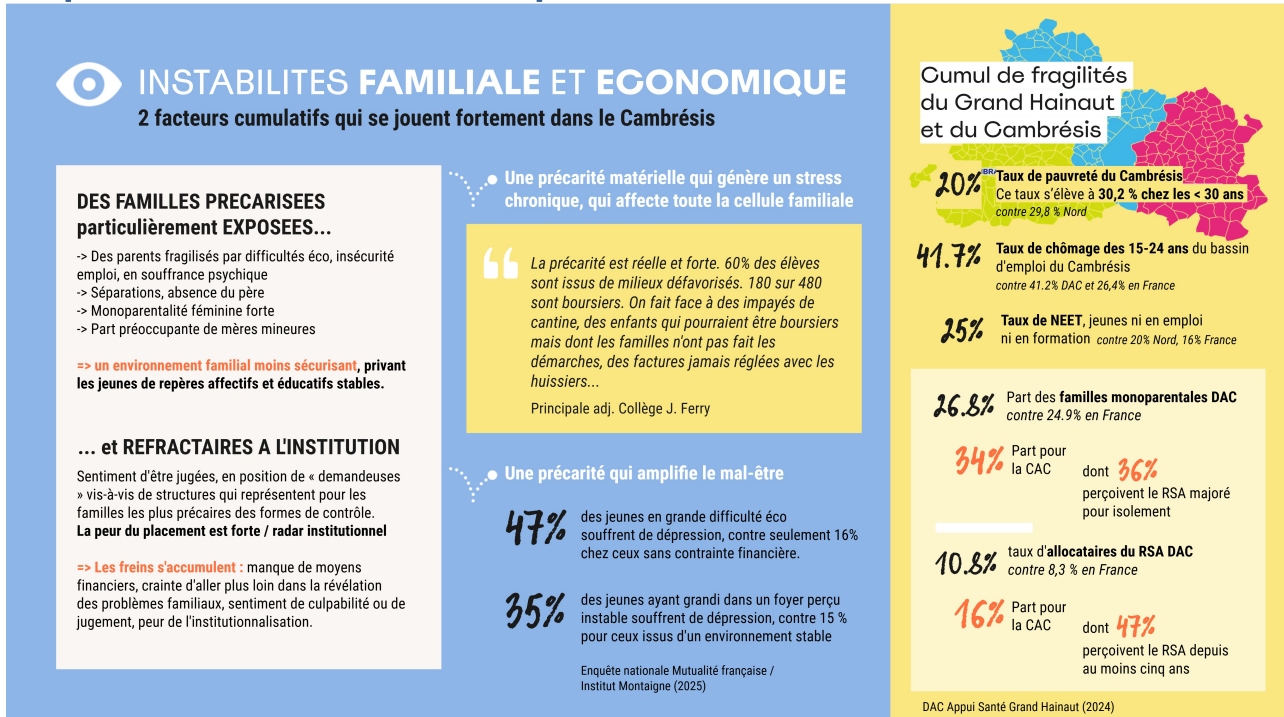 INSTABILITES FAMILIALE ET ECONOMIQUE
2 facteurs cumulatifs qui se jouent fortement dans le Cambrésis
DES FAMILLES PRECARISEES
particulièrement EXPOSEES...
-> Des parents fragilisés par difficultés éco, insécurité
emploi, en souffrance psychique
-> Séparations, absence du père
-> Monoparentalité féminine forte
-> Part préoccupante de mères mineures
=> un environnement familial moins sécurisant, privant
les jeunes de repères affectifs et éducatifs stables.
... et REFRACTAIRES A L'INSTITUTION
Sentiment d'être jugées, en position de « demandeuses
» vis-à-vis de structures qui représentent pour les
familles les plus précaires des formes de contrôle.
La peur du placement est forte / radar institutionnel
=> Les freins s'accumulent : manque de moyens
financiers, crainte d'aller plus loin dans la révélation
des problèmes familiaux, sentiment de culpabilité ou de
jugement, peur de l'institutionnalisation.
Une précarité matérielle qui génère un stress
chronique, qui affecte toute la cellule familiale
La précarité est réelle et forte. 60% des élèves
sont issus de milieux défavorisés. 180 sur 480
sont boursiers. On fait face à des impayés de
cantine, des enfants qui pourraient être boursiers
mais dont les familles n'ont pas fait les
démarches, des factures jamais réglées avec les
huissiers...
Principale adj. Collège J. Ferry
Une précarité qui amplifie le mal-être
47%
des jeunes en grande difficulté éco
souffrent de dépression, contre seulement 16%
chez ceux sans contrainte financière.
35%
des jeunes ayant grandi dans un foyer perçu
instable souffrent de dépression, contre 15 %
pour ceux issus d'un environnement stable
Enquête nationale Mutualité française /
Institut Montaigne (2025)
Cumul de fragilités
du Grand Hainaut
et du Cambrésis
20%
Taux de pauvreté du Cambrésis
Ce taux s'élève à 30,2 % chez les < 30 ans
contre 29,8 % Nord
41.7%
Taux de chômage des 15-24 ans du bassin
d'emploi du Cambrésis
contre 41.2% DAC et 26,4% en France
25%
Taux de NEET, jeunes ni en emploi
ni en formation contre 20% Nord, 16% France
26.8%
Part des familles monoparentales DAC
contre 24.9% en France
34%
Part pour
la CAC
dont 36%
perçoivent le RSA majoré
pour isolement
10.8%
taux d'allocataires du RSA DAC
contre 8,3 % en France
16%
Part pour
la CAC
dont 47%
perçoivent le RSA depuis
au moins cinq ans
DAC Appui Santé Grand Hainaut (2024)